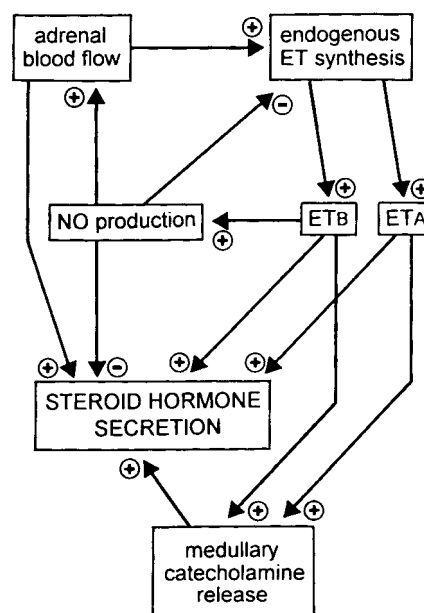 adrenal
blood flow
endogenous
ET synthesis
+
+
−
+
+
NO production
+
ETB
ETA
+
−
+
+
STEROID HORMONE
SECRETION
+
+
+
medullary
catecholamine
release